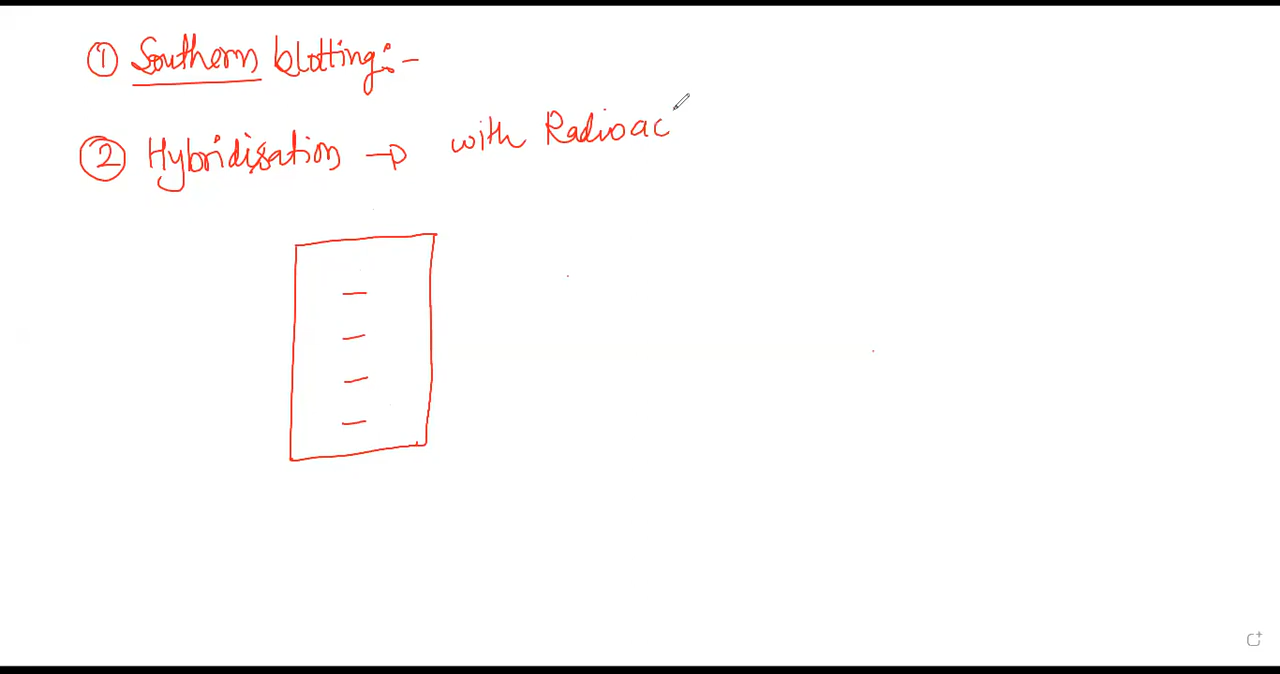 ① Southern blotting:-
② Hybridisation → with Radioac